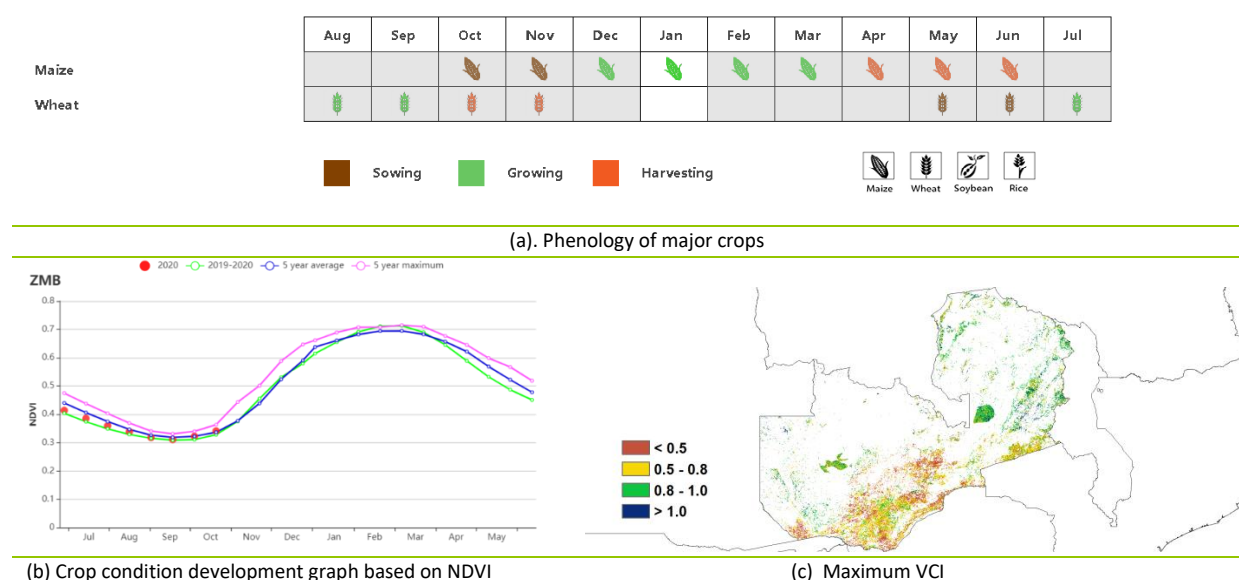 Aug Sep Oct Nov Dec Jan Feb Mar Apr May Jun Jul
Maize
Wheat
Sowing Growing Harvesting
Maize Wheat Soybean Rice
(a). Phenology of major crops
2020 2019-2020 5 year average 5 year maximum
ZMB
0.8
0.7
0.6
0.5
0.4
0.3
0.2
0.1
0
NDVI
Jul Aug Sep Oct Nov Dec Jan Feb Mar Apr May
< 0.5
0.5 - 0.8
0.8 - 1.0
> 1.0
(b) Crop condition development graph based on NDVI (c) Maximum VCI